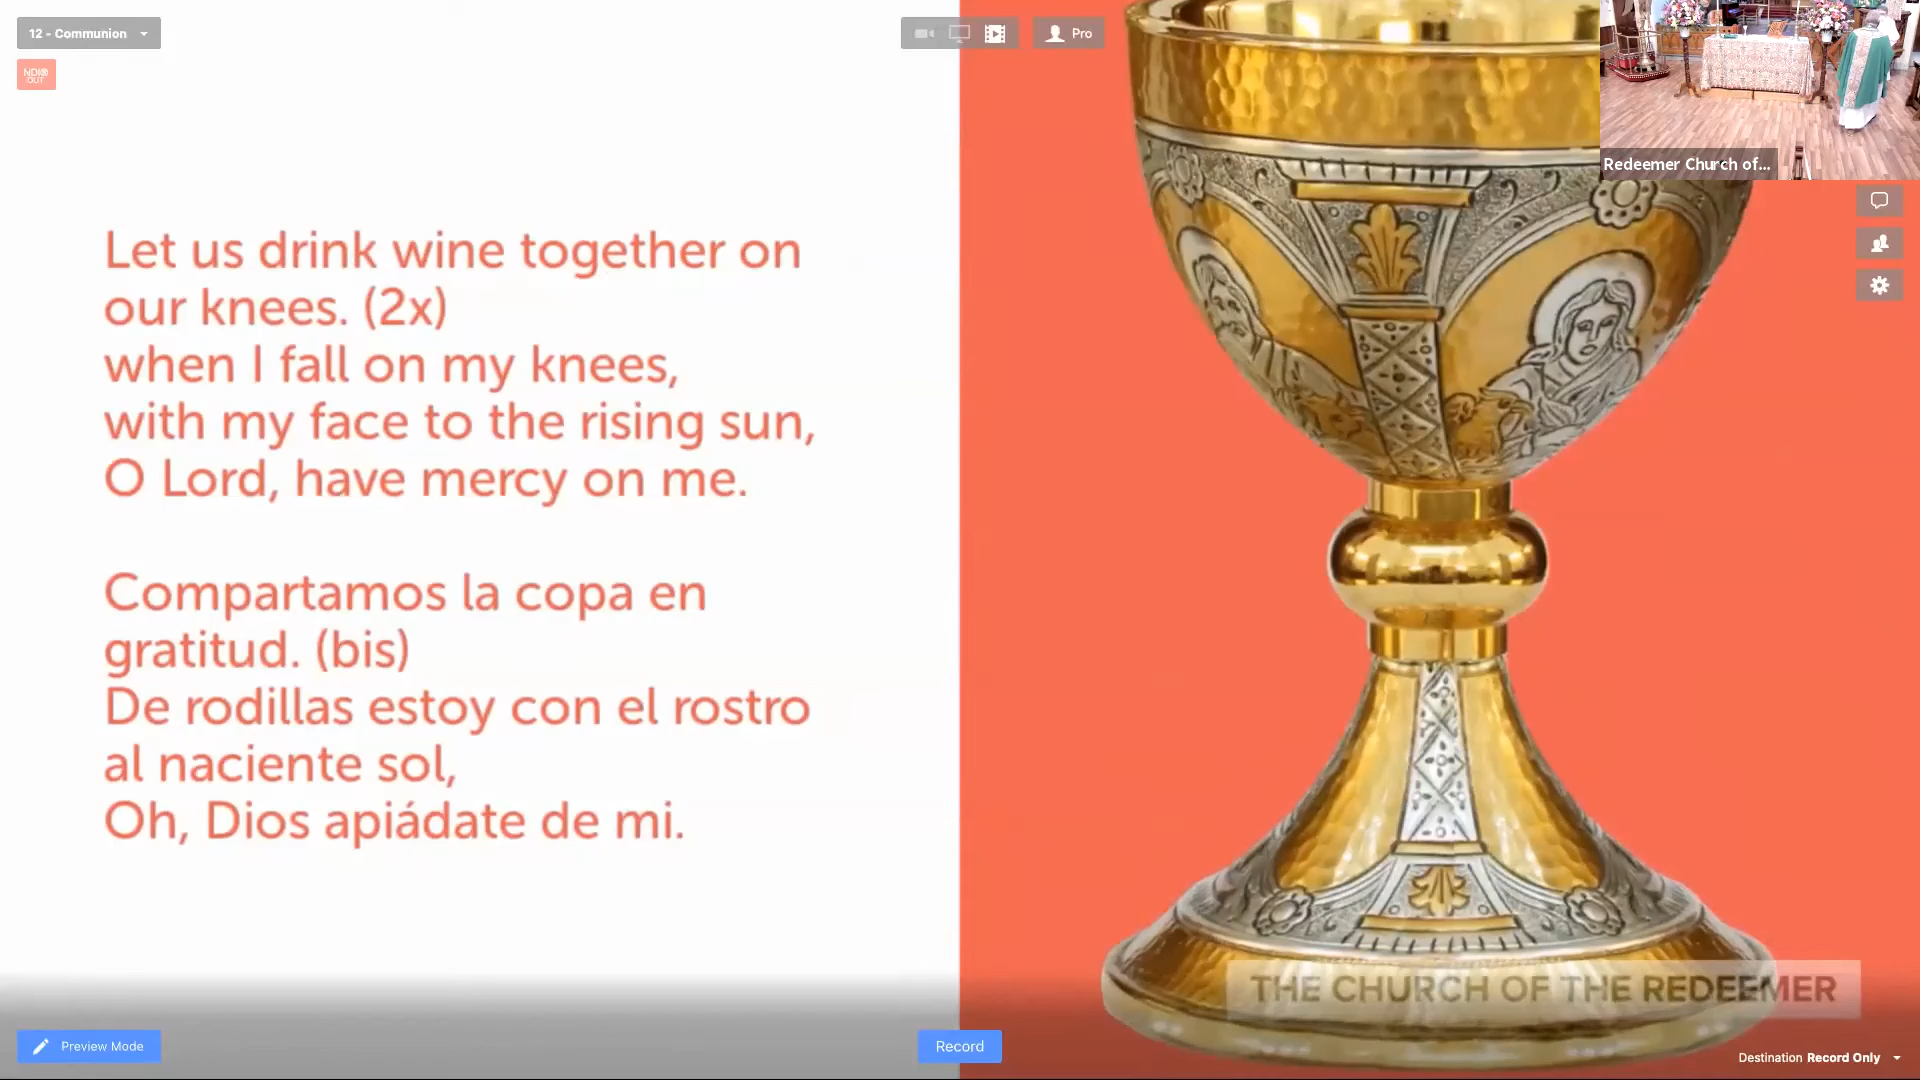 12 - Communion
NDI®
OUT
Pro
Redeemer Church of...
Let us drink wine together on
our knees. (2x)
when I fall on my knees,
with my face to the rising sun,
O Lord, have mercy on me.
Compartamos la copa en
gratitud. (bis)
De rodillas estoy con el rostro
al naciente sol,
Oh, Dios apiádate de mi.
THE CHURCH OF THE REDEEMER
Preview Mode
Record
Destination Record Only